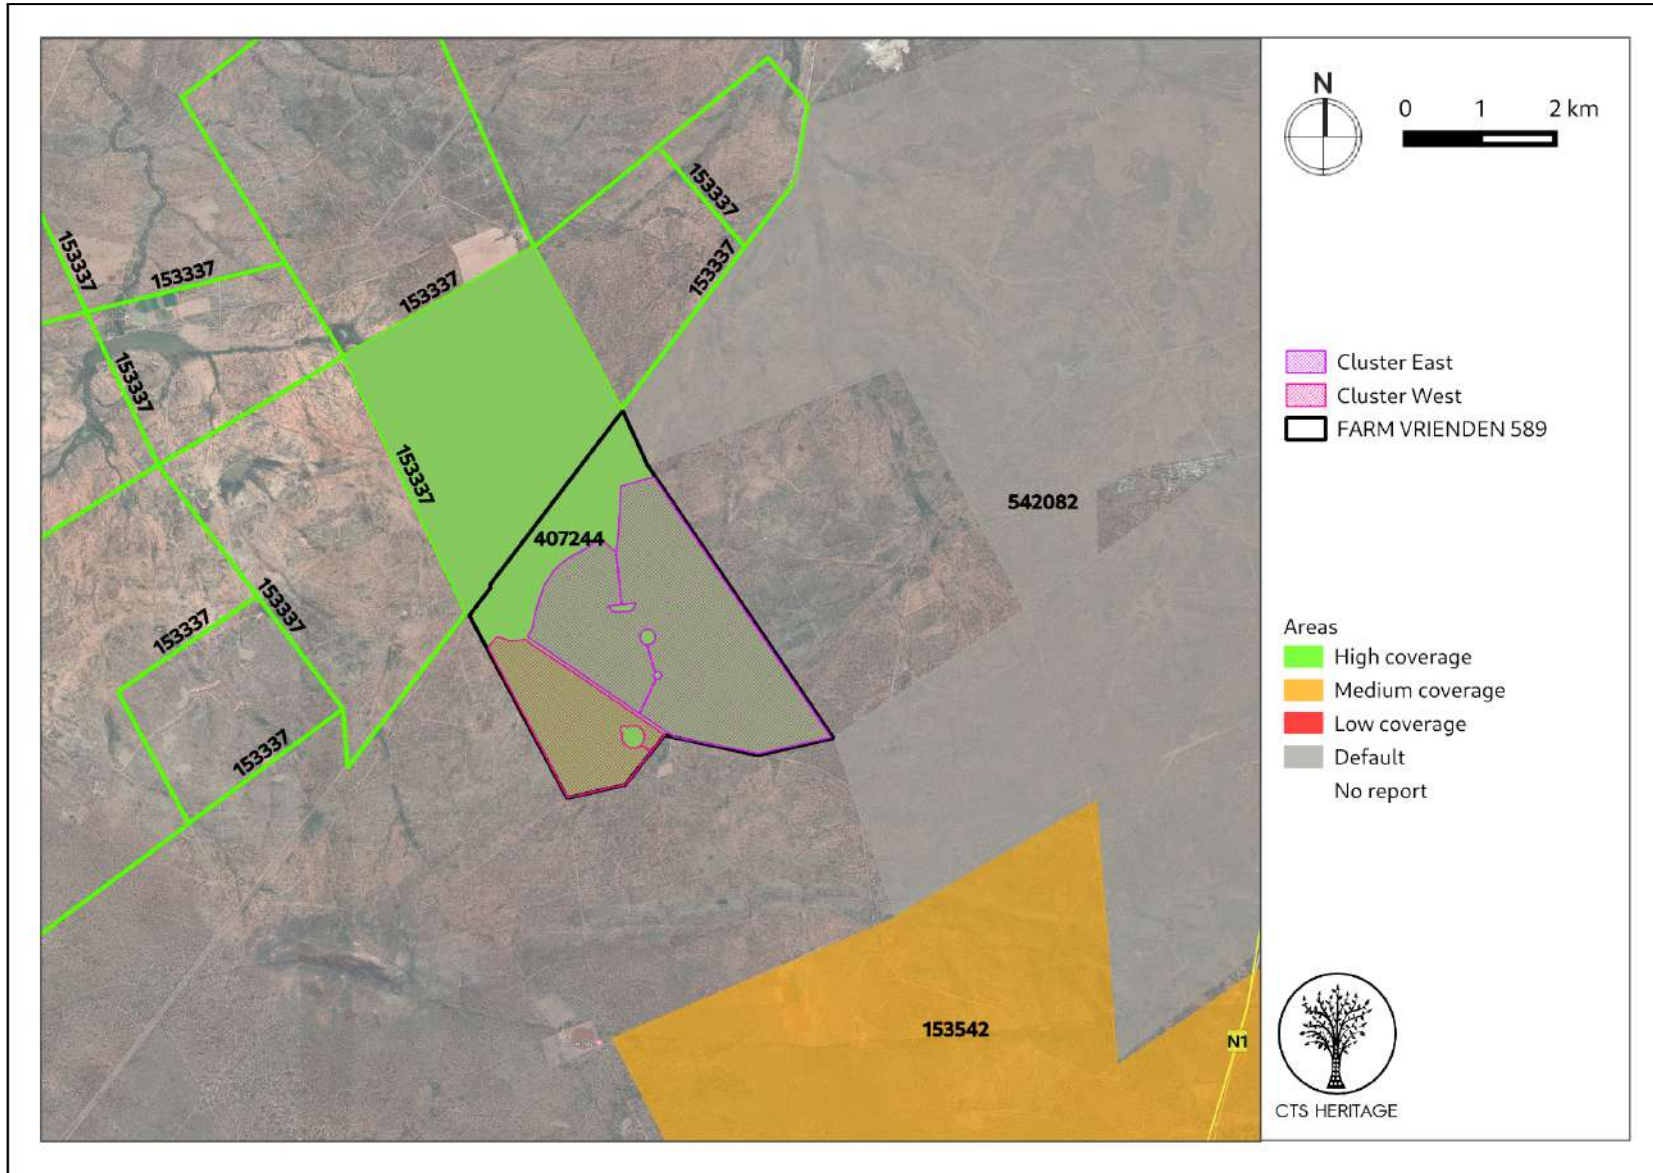 153337
153337
153337
153337
153337
153337
153337
153337
153337
153337
153337
407244
542082
153542
N1
N
0 1 2 km
Cluster East
Cluster West
FARM VRIENDEN 589
Areas
High coverage
Medium coverage
Low coverage
Default
No report
CTS HERITAGE